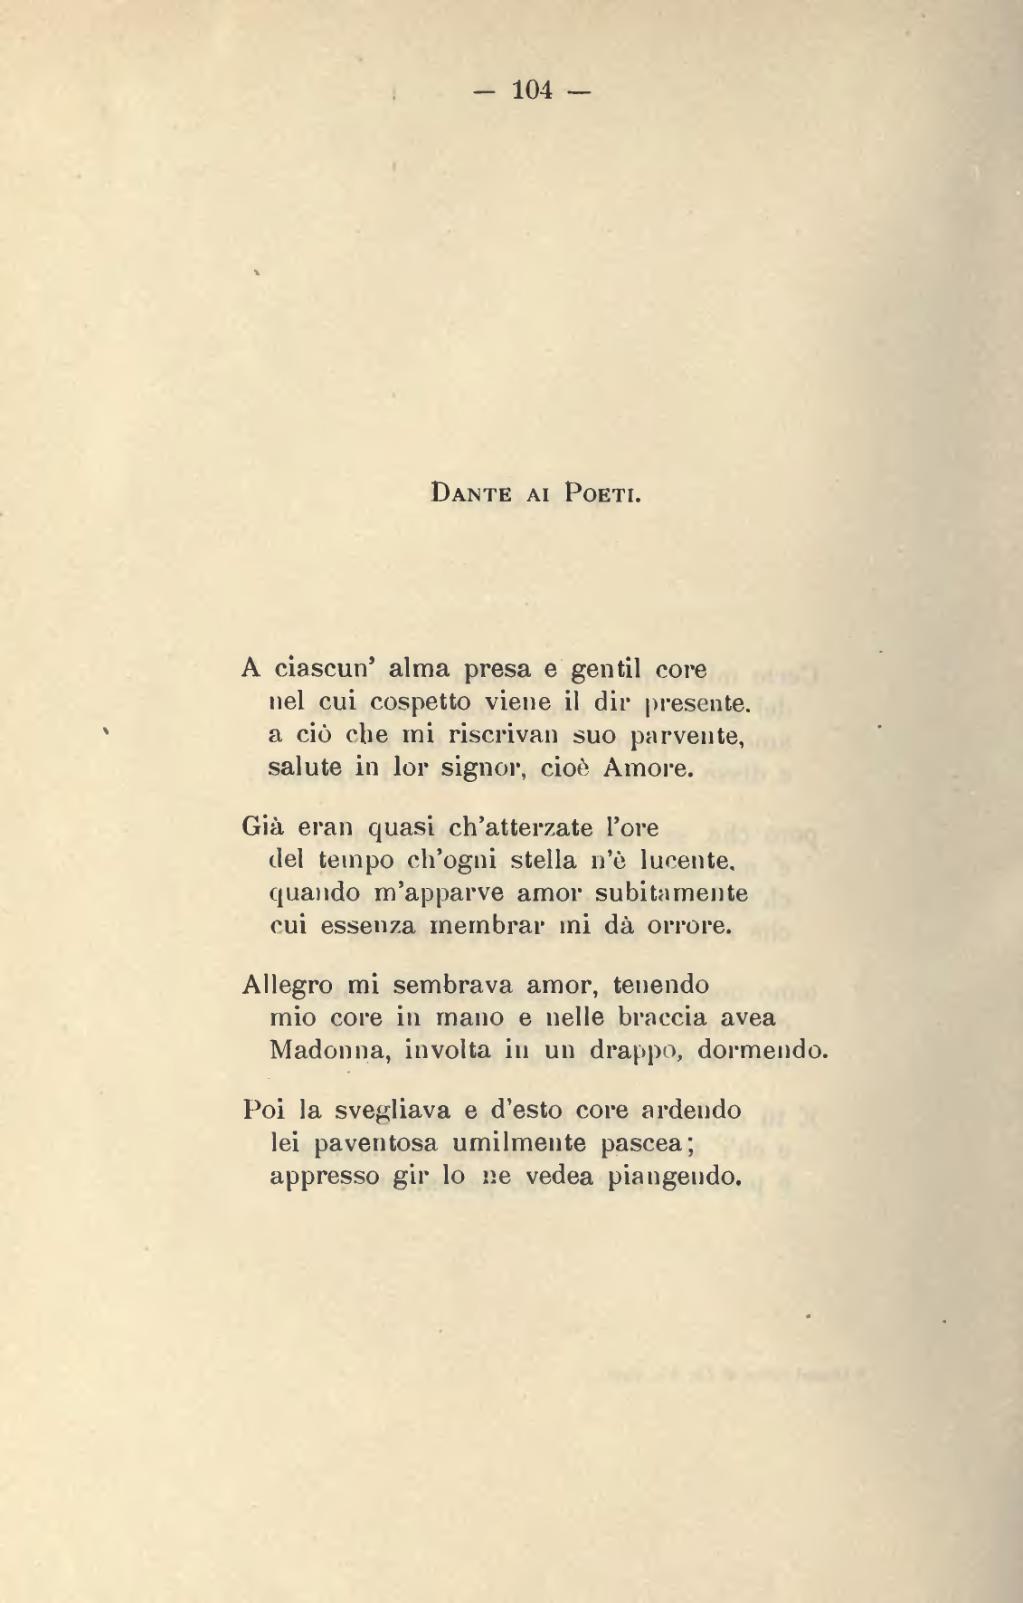 — 104 —
DANTE AI POETI.
A ciascun' alma presa e gentil core
nel cui cospetto viene il dir presente.
a ciò che mi riscrivan suo parvente,
salute in lor signor, cioè Amore.
Già eran quasi ch'atterzate l'ore
del tempo ch'ogni stella n'è lucente.
quando m'apparve amor subitamente
cui essenza membrar mi dà orrore.
Allegro mi sembrava amor, tenendo
mio core in mano e nelle braccia avea
Madonna, involta in un drappo, dormendo.
Poi la svegliava e d'esto core ardendo
lei paventosa umilmente pascea;
appresso gir lo ne vedea piangendo.